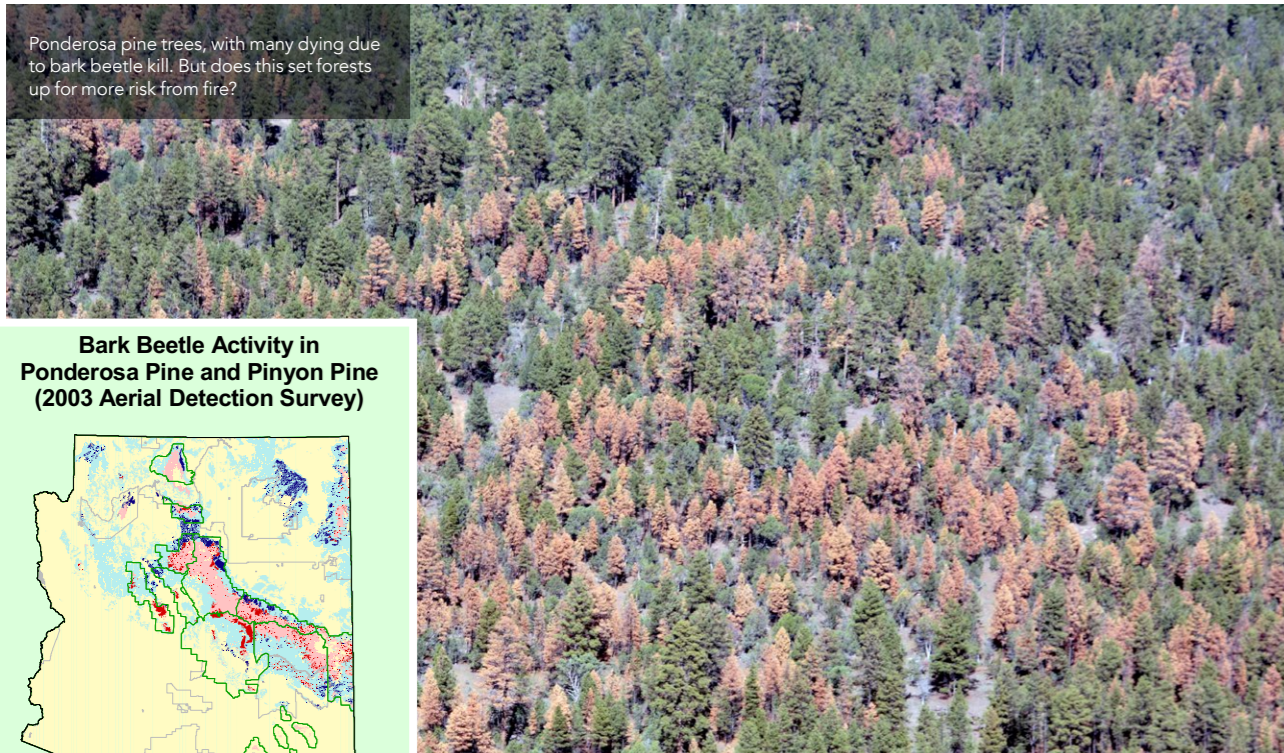 Ponderosa pine trees, with many dying due
to bark beetle kill. But does this set forests
up for more risk from fire?
Bark Beetle Activity in
Ponderosa Pine and Pinyon Pine
(2003 Aerial Detection Survey)